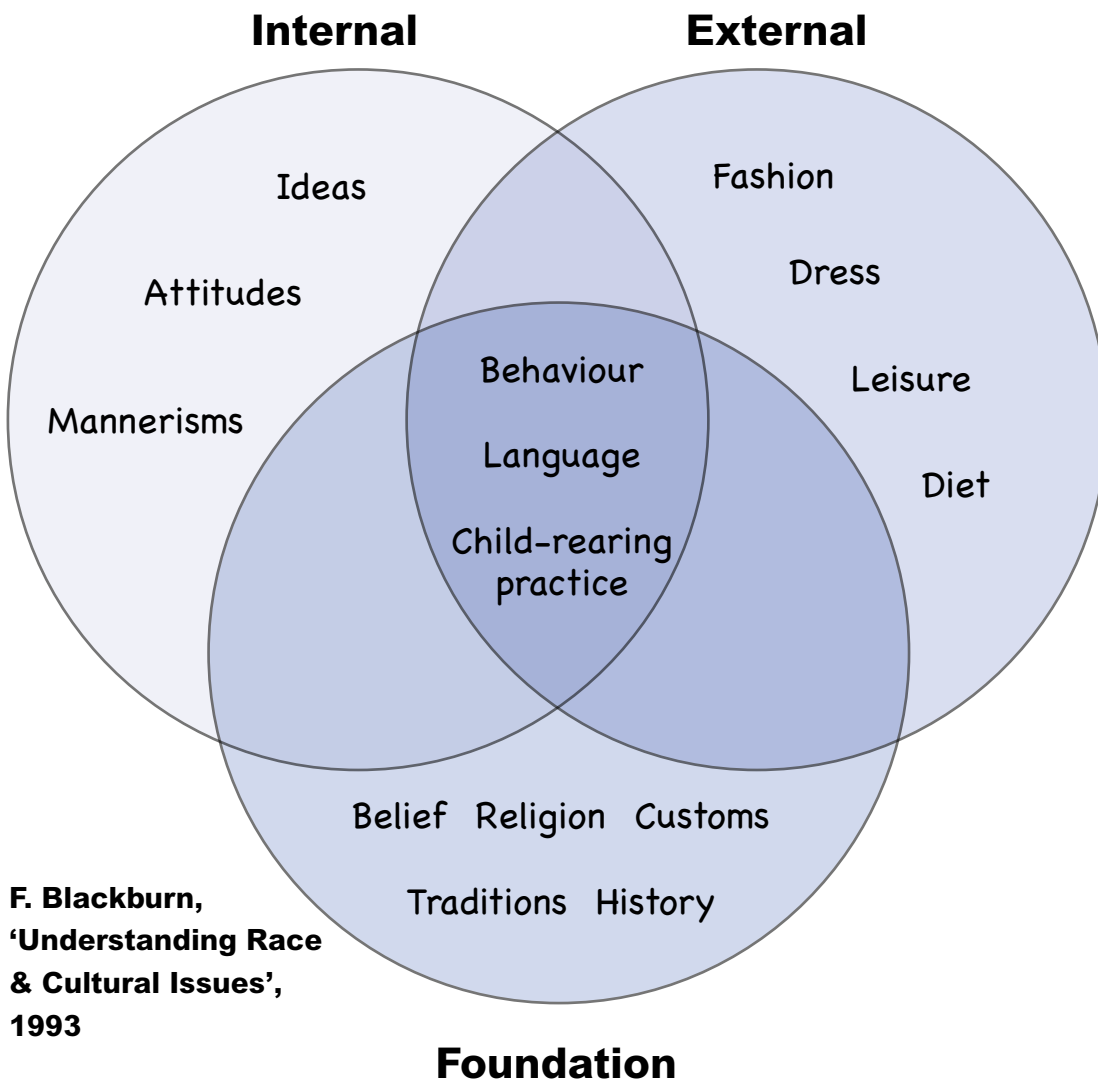 Internal
External
Ideas
Attitudes
Mannerisms
Fashion
Dress
Leisure
Diet
Behaviour
Language
Child-rearing
practice
Belief Religion Customs
Traditions History
F. Blackburn,
‘Understanding Race
& Cultural Issues’,
1993
Foundation